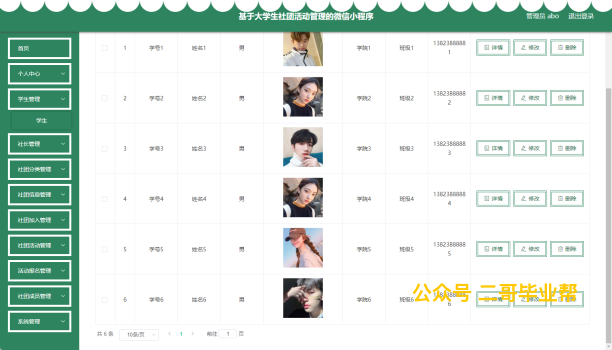 基于大学生社团活动管理的微信小程序
管理员 abo 退出登录
首页
个人中心
学生管理
学生
社长管理
社团分类管理
社团信息管理
社团加入管理
社团活动管理
活动报名管理
社团成员管理
系统管理
1 学号1 姓名1 男 学院1 班级1 13823888881 详情 修改 删除
2 学号2 姓名2 男 学院2 班级2 13823888882 详情 修改 删除
3 学号3 姓名3 男 学院3 班级3 13823888883 详情 修改 删除
4 学号4 姓名4 男 学院4 班级4 13823888884 详情 修改 删除
5 学号5 姓名5 男 学院5 班级5 13823888885 详情 修改 删除
6 学号6 姓名6 男 学院6 班级6 6 详情 修改 删除
公众号 二哥毕业帮
共 6 条 10条/页 1 前往 1 页